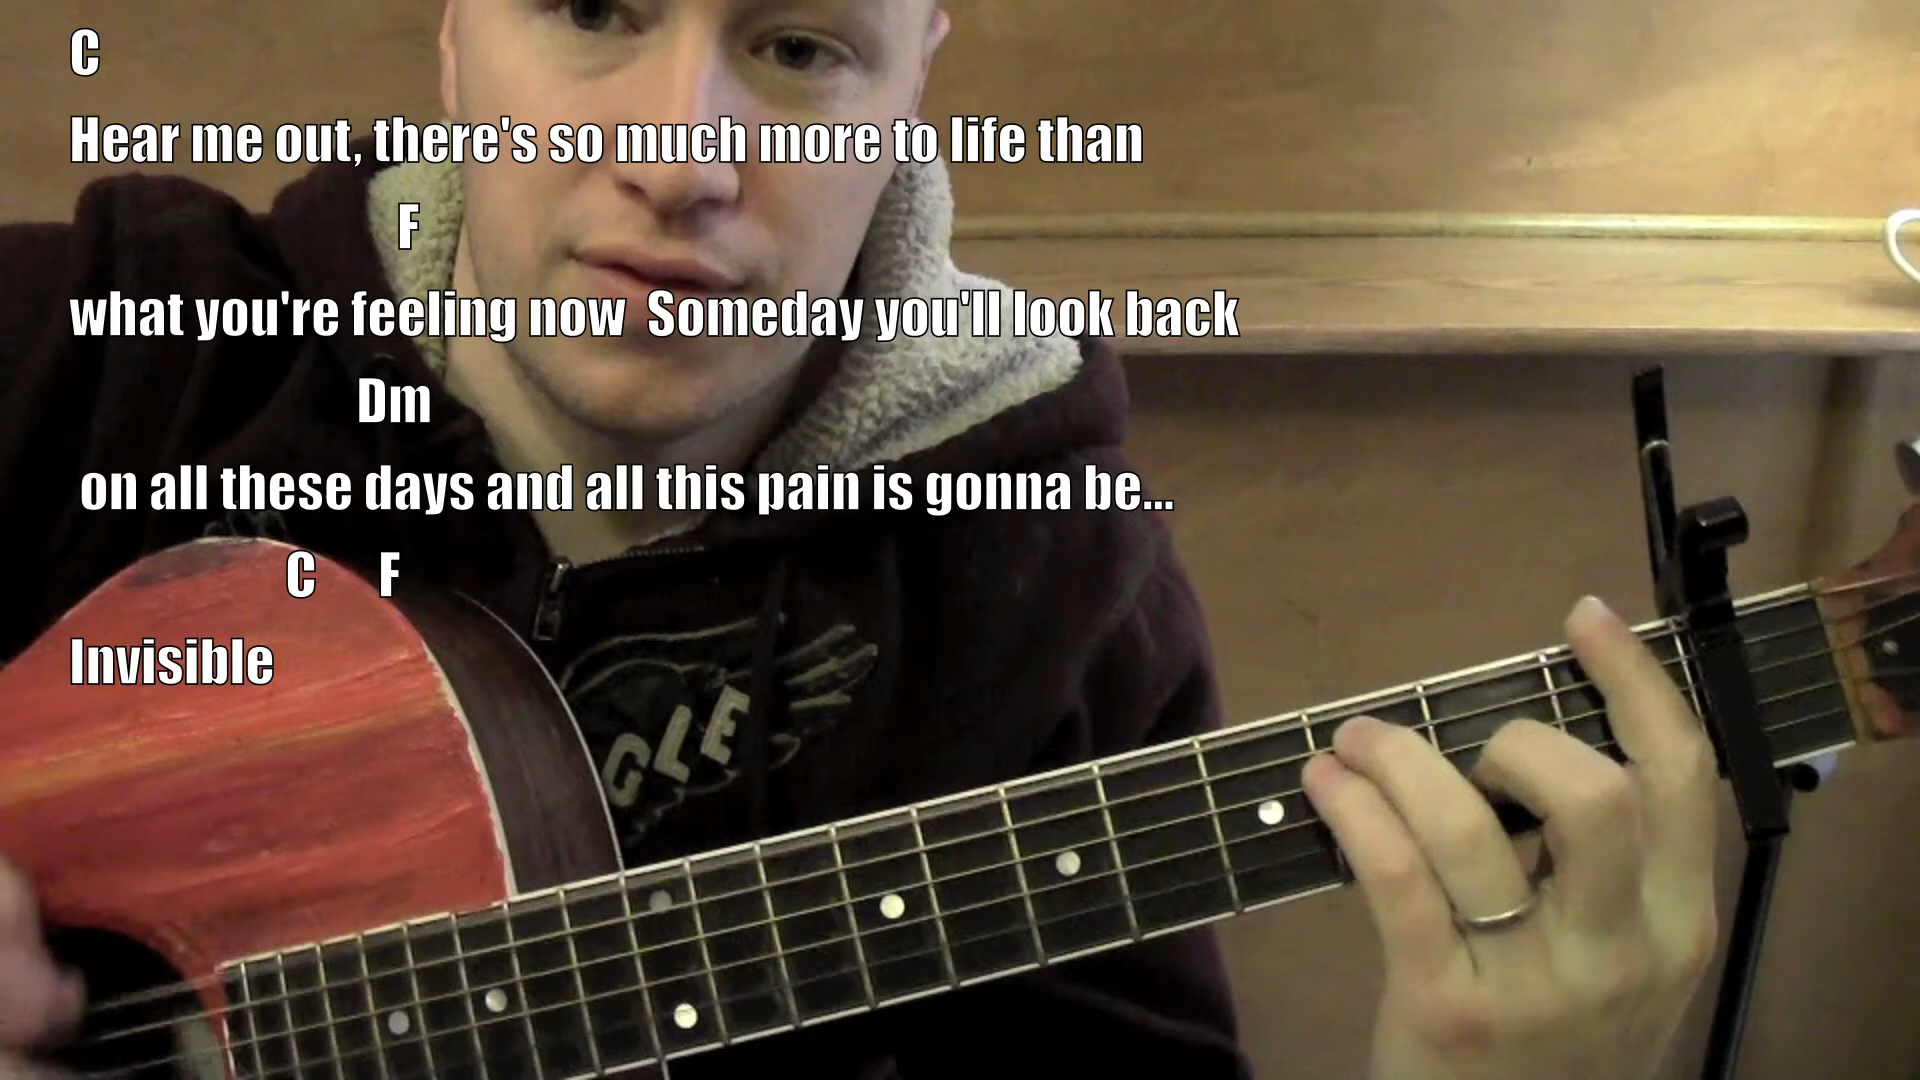 C
Hear me out, there's so much more to life than
F
what you're feeling now  Someday you'll look back
Dm
on all these days and all this pain is gonna be...
C F
Invisible